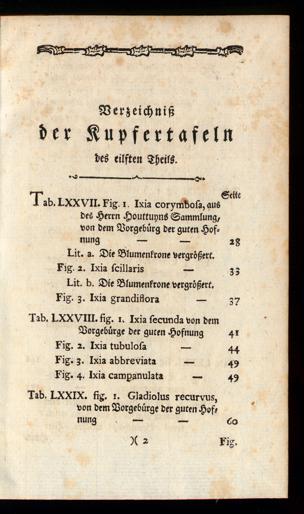 Verzeichniß
der Kupfertafeln
des eilften Theils.
Seite
Tab. LXXVII. Fig. 1. Ixia corymbosa, aus
des Herrn Houttuyns Sammlung,
von dem Vorgebürg der guten Hof-
nung — — 28
Lit. a. Die Blumenkrone vergrößert.
Fig. 2. Ixia scillaris — 33
Lit. b. Die Blumenkrone vergrößert.
Fig. 3. Ixia grandiflora — 37
Tab. LXXVIII. fig. 1. Ixia secunda von dem
Vorgebürge der guten Hofnung 41
Fig. 2. Ixia tubulosa — 44
Fig. 3. Ixia abbreviata — 49
Fig. 4. Ixia campanulata — 49
Tab. LXXIX. fig. 1. Gladiolus recurvus,
von dem Vorgebürge der guten Hof-
nung — — 60
)( 2 Fig.